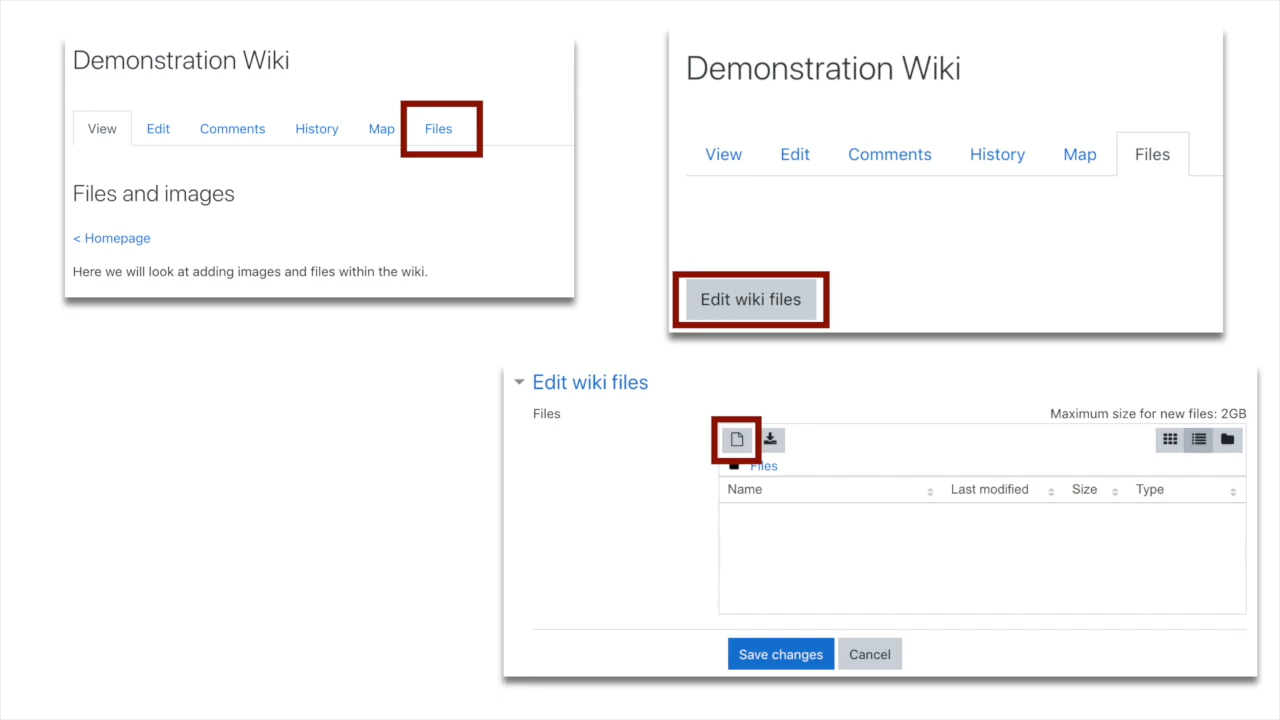 Demonstration Wiki
View Edit Comments History Map Files
Files and images
< Homepage
Here we will look at adding images and files within the wiki.
Demonstration Wiki
View Edit Comments History Map Files
Edit wiki files
Edit wiki files
Files Maximum size for new files: 2GB
Files
Name Last modified Size Type
Save changes Cancel